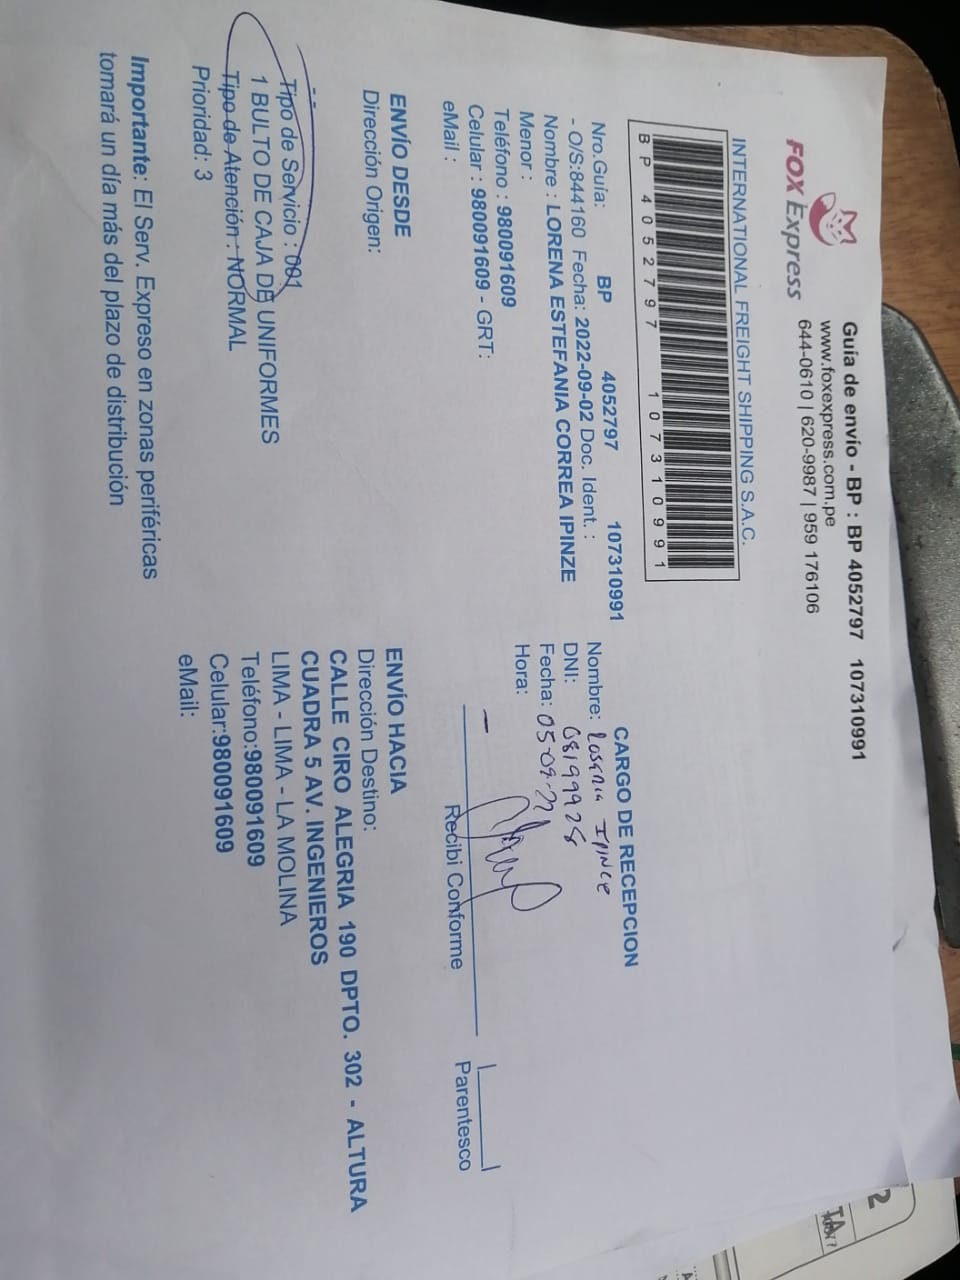 FOX Express
Guía de envío - BP : BP 4052797 107310991
www.foxexpress.com.pe
644-0610 | 620-9987 | 959 176106
INTERNATIONAL FREIGHT SHIPPING S.A.C.
BP4052797 107310991
Nro.Guía: BP 4052797 107310991
- O/S:844160 Fecha: 2022-09-02 Doc. Ident. :
Nombre : LORENA ESTEFANIA CORREA IPINZE
Menor :
Teléfono : 980091609
Celular : 980091609 - GRT:
eMail :
CARGO DE RECEPCION
Nombre: Ipince
DNI: 08199928
Fecha: 05-09-22
Hora:
Recibi Conforme
Parentesco
ENVÍO DESDE
Dirección Origen:
Tipo de Servicio : 001
1 BULTO DE CAJA DE UNIFORMES
Tipo de Atención : NORMAL
Prioridad: 3
ENVÍO HACIA
Dirección Destino:
CALLE CIRO ALEGRIA 190 DPTO. 302 - ALTURA
CUADRA 5 AV. INGENIEROS
LIMA - LIMA - LA MOLINA
Teléfono:980091609
Celular:980091609
eMail:
Importante: El Serv. Expreso en zonas periféricas
tomará un día más del plazo de distribución
2